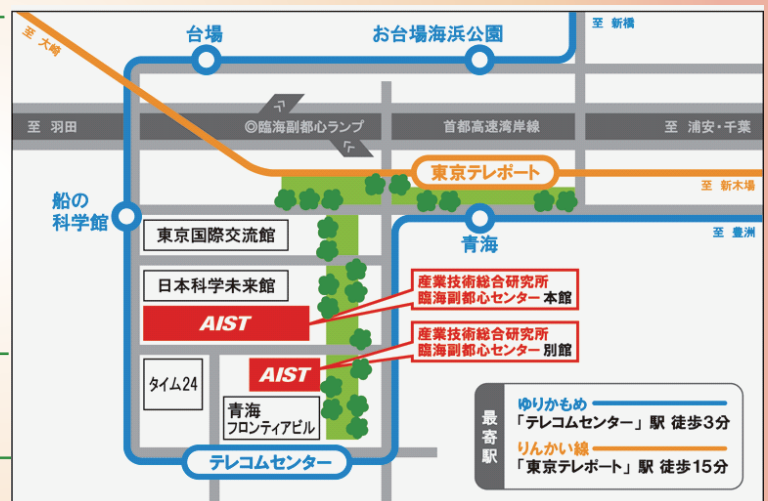 至 大崎
台場
お台場海浜公園
至 新橋
至 羽田
◎臨海副都心ランプ
首都高速湾岸線
至 浦安・千葉
東京テレポート
至 新木場
船の
科学館
青海
至 豊洲
東京国際交流館
日本科学未来館
AIST
産業技術総合研究所
臨海副都心センター 本館
産業技術総合研究所
臨海副都心センター 別館
タイム24
AIST
青海
フロンティアビル
テレコムセンター
最寄駅
ゆりかもめ
「テレコムセンター」駅 徒歩3分
りんかい線
「東京テレポート」駅 徒歩15分